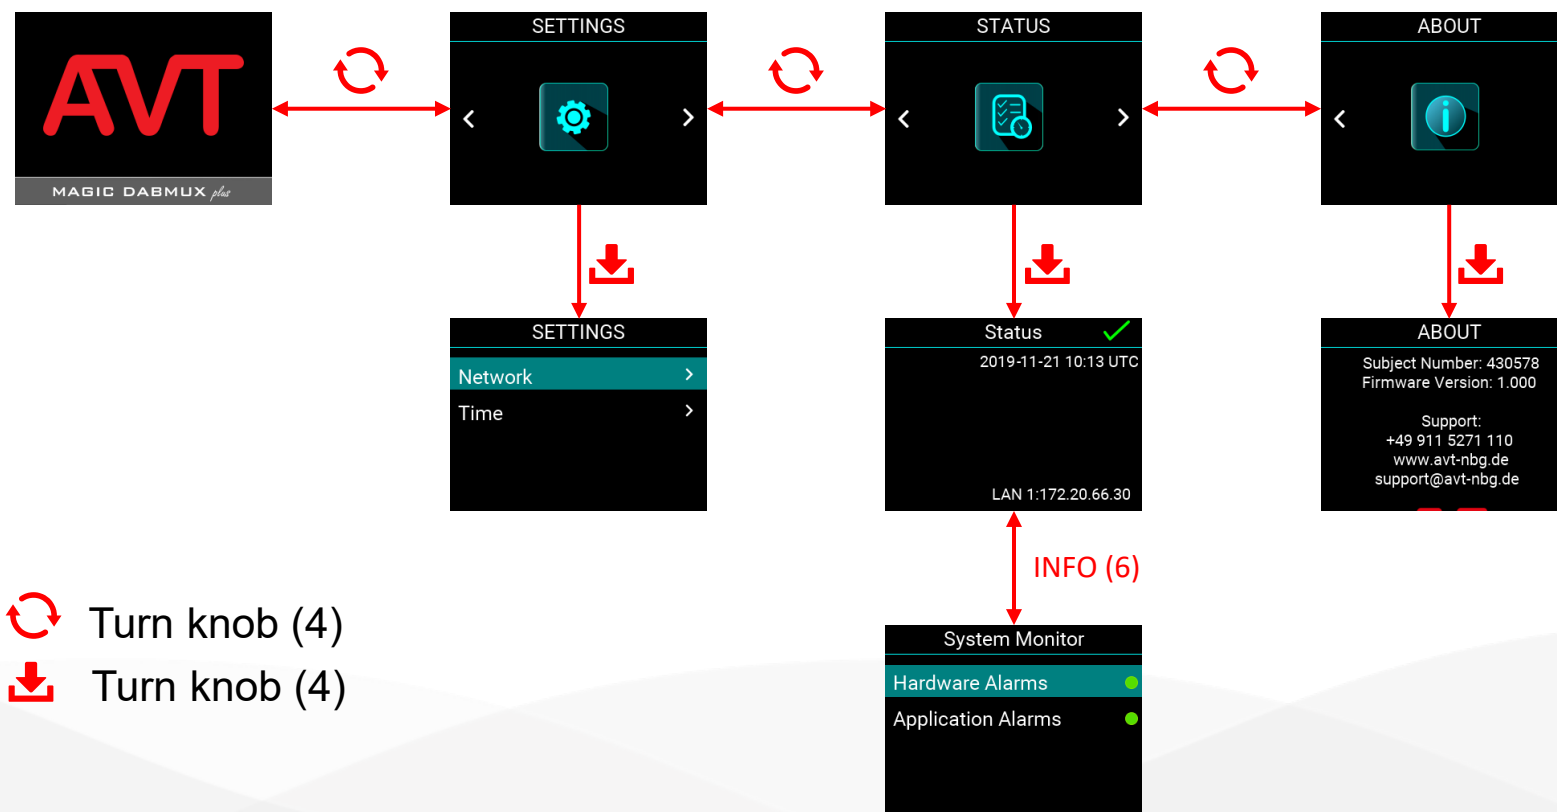 AVT
MAGIC DABMUX plus
SETTINGS
STATUS
ABOUT
SETTINGS
Network
Time
Status
2019-11-21 10:13 UTC
LAN 1:172.20.66.30
ABOUT
Subject Number: 430578
Firmware Version: 1.000
Support:
+49 911 5271 110
www.avt-nbg.de
support@avt-nbg.de
INFO (6)
System Monitor
Hardware Alarms
Application Alarms
Turn knob (4)
Turn knob (4)